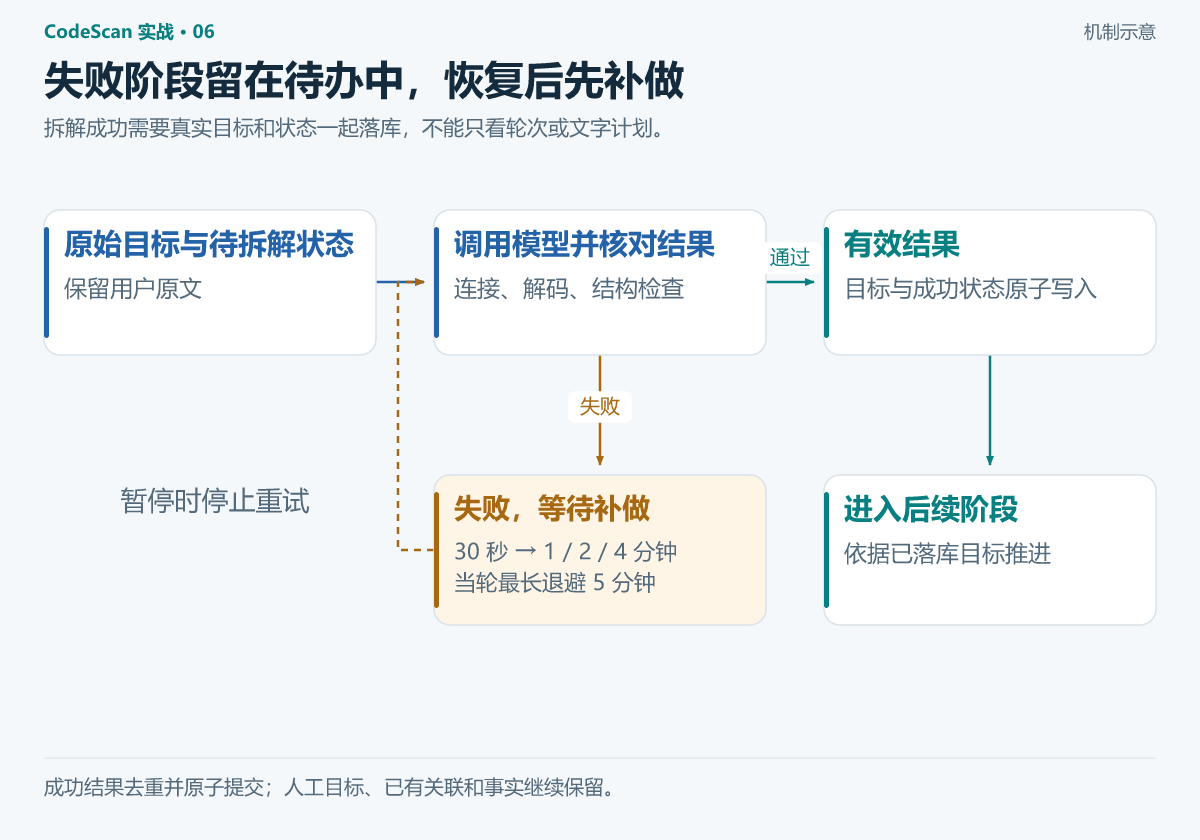 CodeScan 实战 · 06
机制示意
失败阶段留在待办中，恢复后先补做
拆解成功需要真实目标和状态一起落库，不能只看轮次或文字计划。
原始目标与待拆解状态
保留用户原文
调用模型并核对结果
连接、解码、结构检查
通过
有效结果
目标与成功状态原子写入
失败
暂停时停止重试
失败，等待补做
30 秒 → 1 / 2 / 4 分钟
当轮最长退避 5 分钟
进入后续阶段
依据已落库目标推进
成功结果去重并原子提交；人工目标、已有关联和事实继续保留。